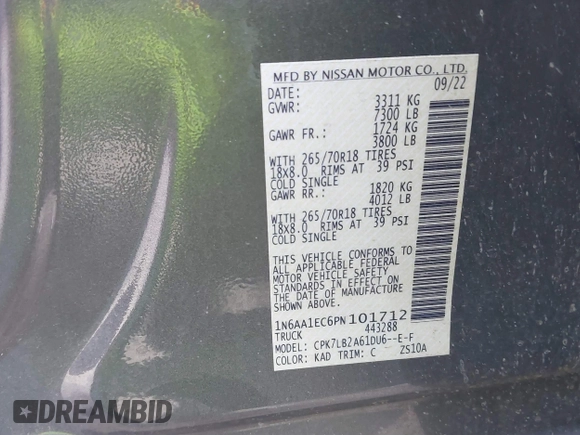 MFD BY NISSAN MOTOR CO., LTD.
DATE: 09/22
GVWR: 3311 KG
7300 LB
GAWR FR.: 1724 KG
3800 LB
WITH 265/70R18 TIRES
18x8.0 RIMS AT 39 PSI
COLD SINGLE
GAWR RR.: 1820 KG
4012 LB
WITH 265/70R18 TIRES
18x8.0 RIMS AT 39 PSI
COLD SINGLE
THIS VEHICLE CONFORMS TO
ALL APPLICABLE FEDERAL
MOTOR VEHICLE SAFETY
STANDARDS IN EFFECT ON
THE DATE OF MANUFACTURE
SHOWN ABOVE.
1N6AA1EC6PN101712
TRUCK 443288
MODEL: CPK7LB2A61DU6--E-F
COLOR: KAD TRIM: C ZS10A
DREAMBID